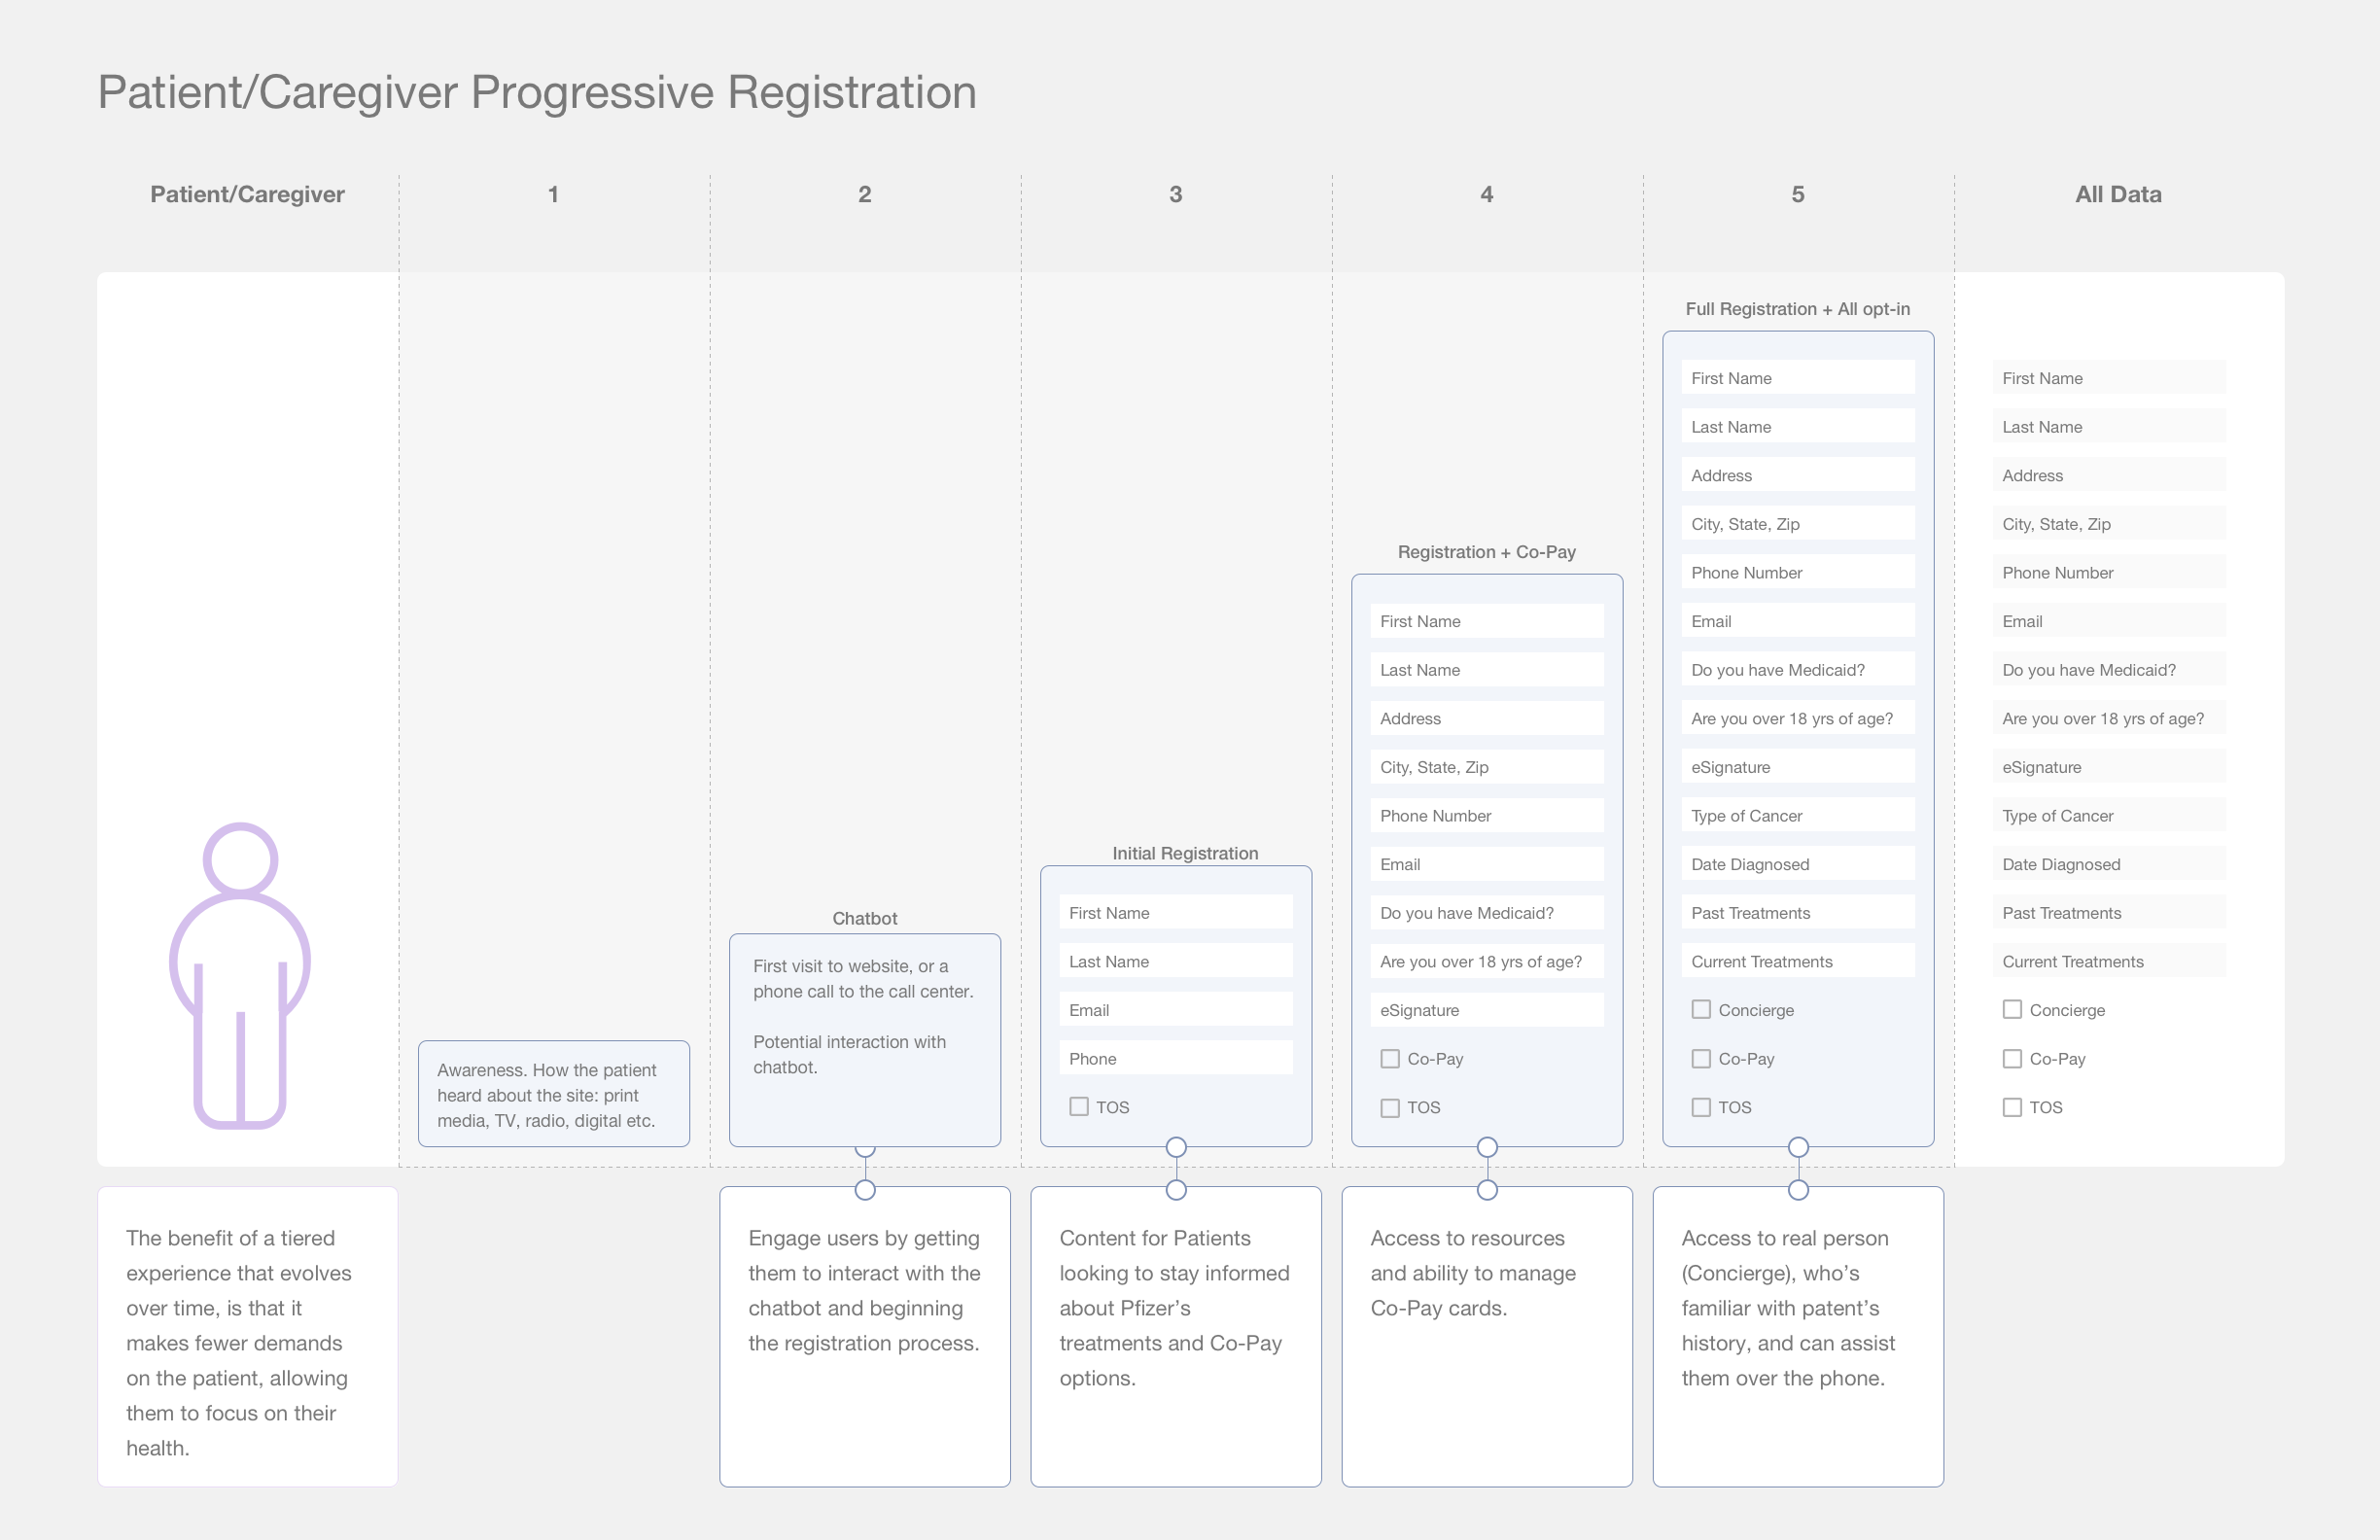 Patient/Caregiver Progressive Registration
Patient/Caregiver
1
2
3
4
5
All Data
Awareness. How the patient
heard about the site: print
media, TV, radio, digital etc.
Chatbot
First visit to website, or a
phone call to the call center.
Potential interaction with
chatbot.
Initial Registration
First Name
Last Name
Email
Phone
TOS
Registration + Co-Pay
First Name
Last Name
Address
City, State, Zip
Phone Number
Email
Do you have Medicaid?
Are you over 18 yrs of age?
eSignature
Co-Pay
TOS
Full Registration + All opt-in
First Name
Last Name
Address
City, State, Zip
Phone Number
Email
Do you have Medicaid?
Are you over 18 yrs of age?
eSignature
Type of Cancer
Date Diagnosed
Past Treatments
Current Treatments
Concierge
Co-Pay
TOS
First Name
Last Name
Address
City, State, Zip
Phone Number
Email
Do you have Medicaid?
Are you over 18 yrs of age?
eSignature
Type of Cancer
Date Diagnosed
Past Treatments
Current Treatments
Concierge
Co-Pay
TOS
The benefit of a tiered
experience that evolves
over time, is that it
makes fewer demands
on the patient, allowing
them to focus on their
health.
Engage users by getting
them to interact with the
chatbot and beginning
the registration process.
Content for Patients
looking to stay informed
about Pfizer’s
treatments and Co-Pay
options.
Access to resources
and ability to manage
Co-Pay cards.
Access to real person
(Concierge), who’s
familiar with patent’s
history, and can assist
them over the phone.